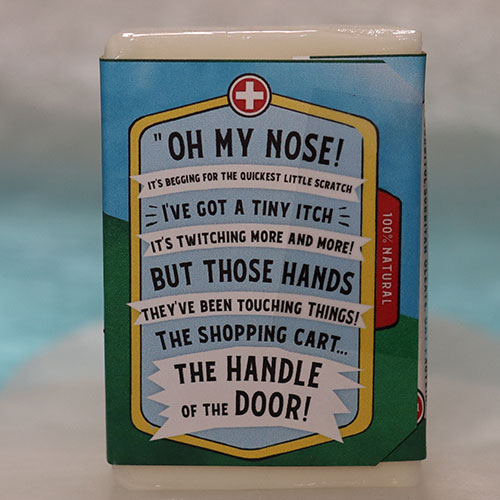 " OH MY NOSE!
IT'S BEGGING FOR THE QUICKEST LITTLE SCRATCH
I'VE GOT A TINY ITCH
IT'S TWITCHING MORE AND MORE!
BUT THOSE HANDS
THEY'VE BEEN TOUCHING THINGS!
THE SHOPPING CART...
THE HANDLE
OF THE DOOR!
100% NATURAL